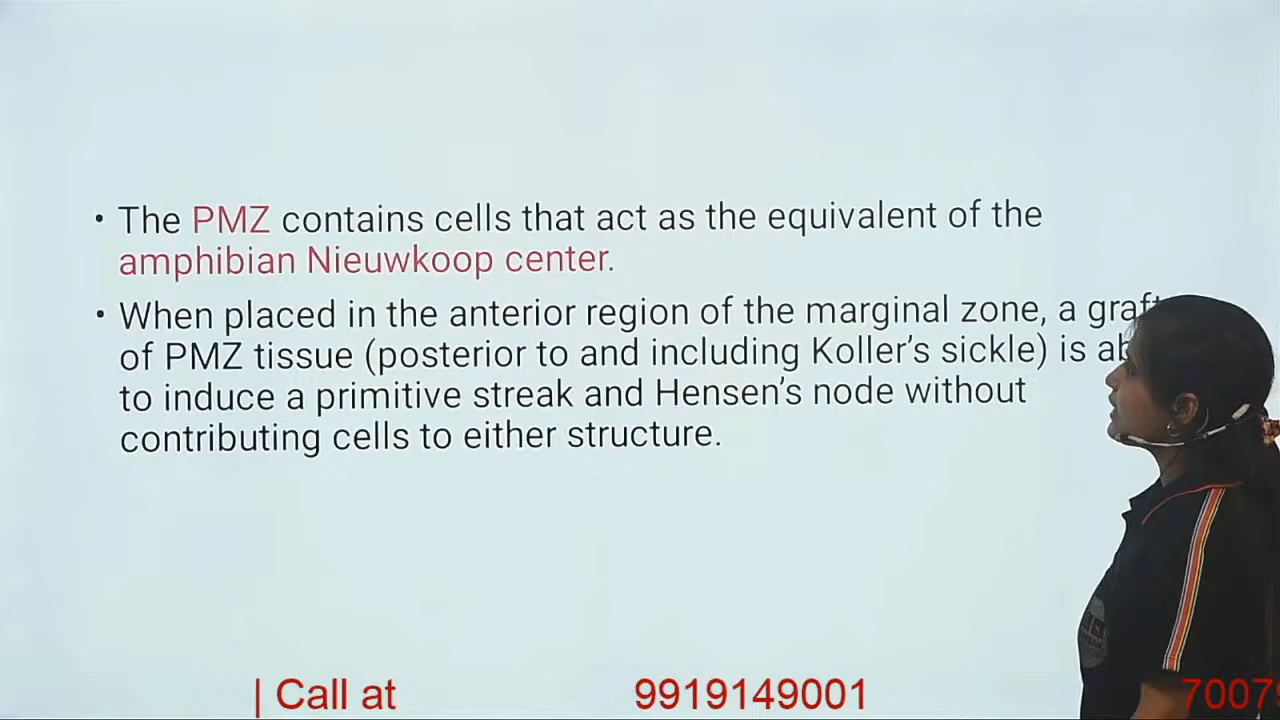 • The PMZ contains cells that act as the equivalent of the
amphibian Nieuwkoop center.
• When placed in the anterior region of the marginal zone, a graft
of PMZ tissue (posterior to and including Koller's sickle) is
to induce a primitive streak and Hensen's node without
contributing cells to either structure.
| Call at 9919149001